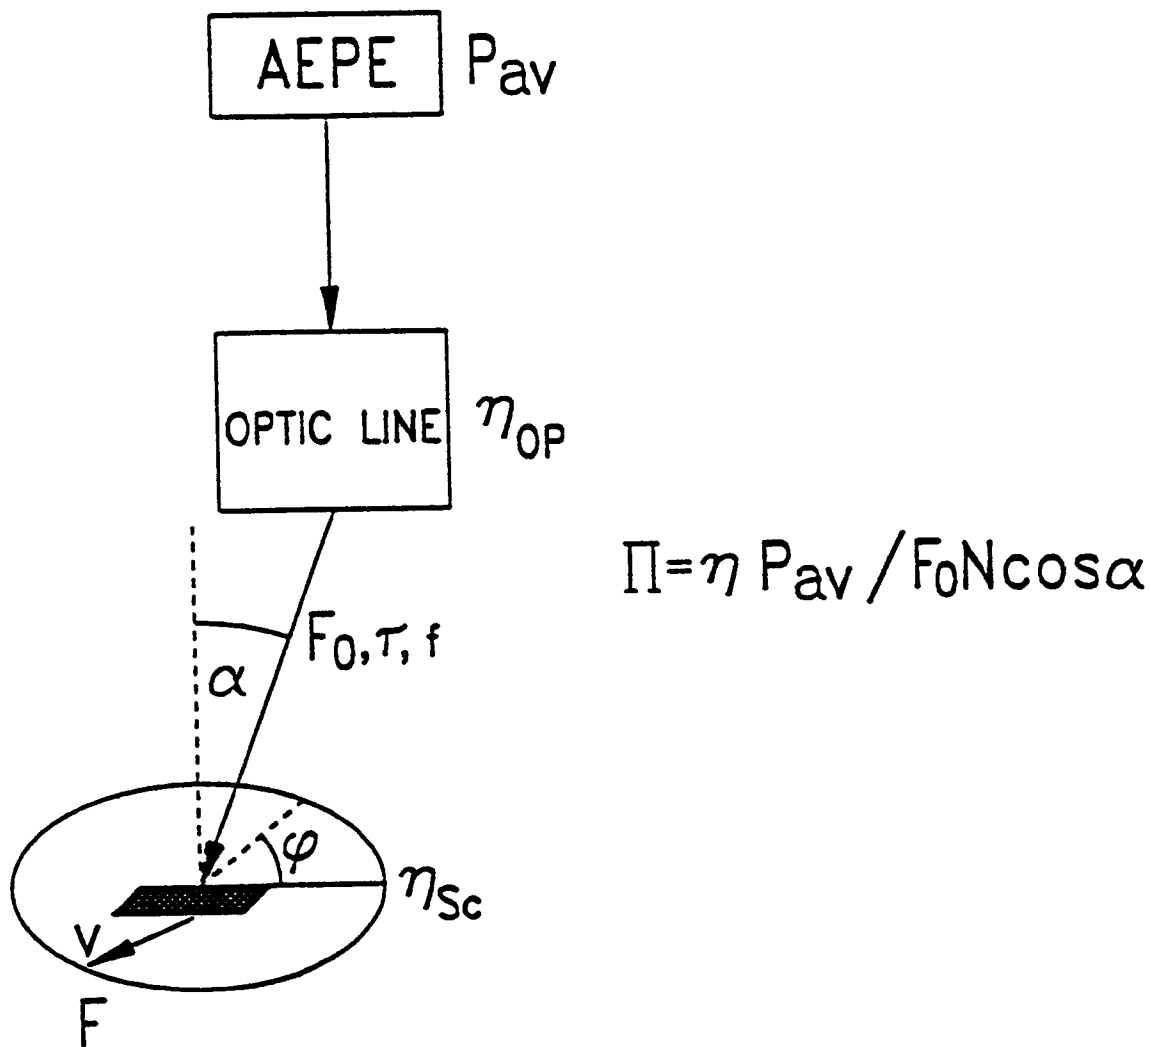 AEPE
Pav
OPTIC LINE
ηOP
Π=η Pav / F0Ncosα
F0, τ, f
α
φ
ηSc
V
F